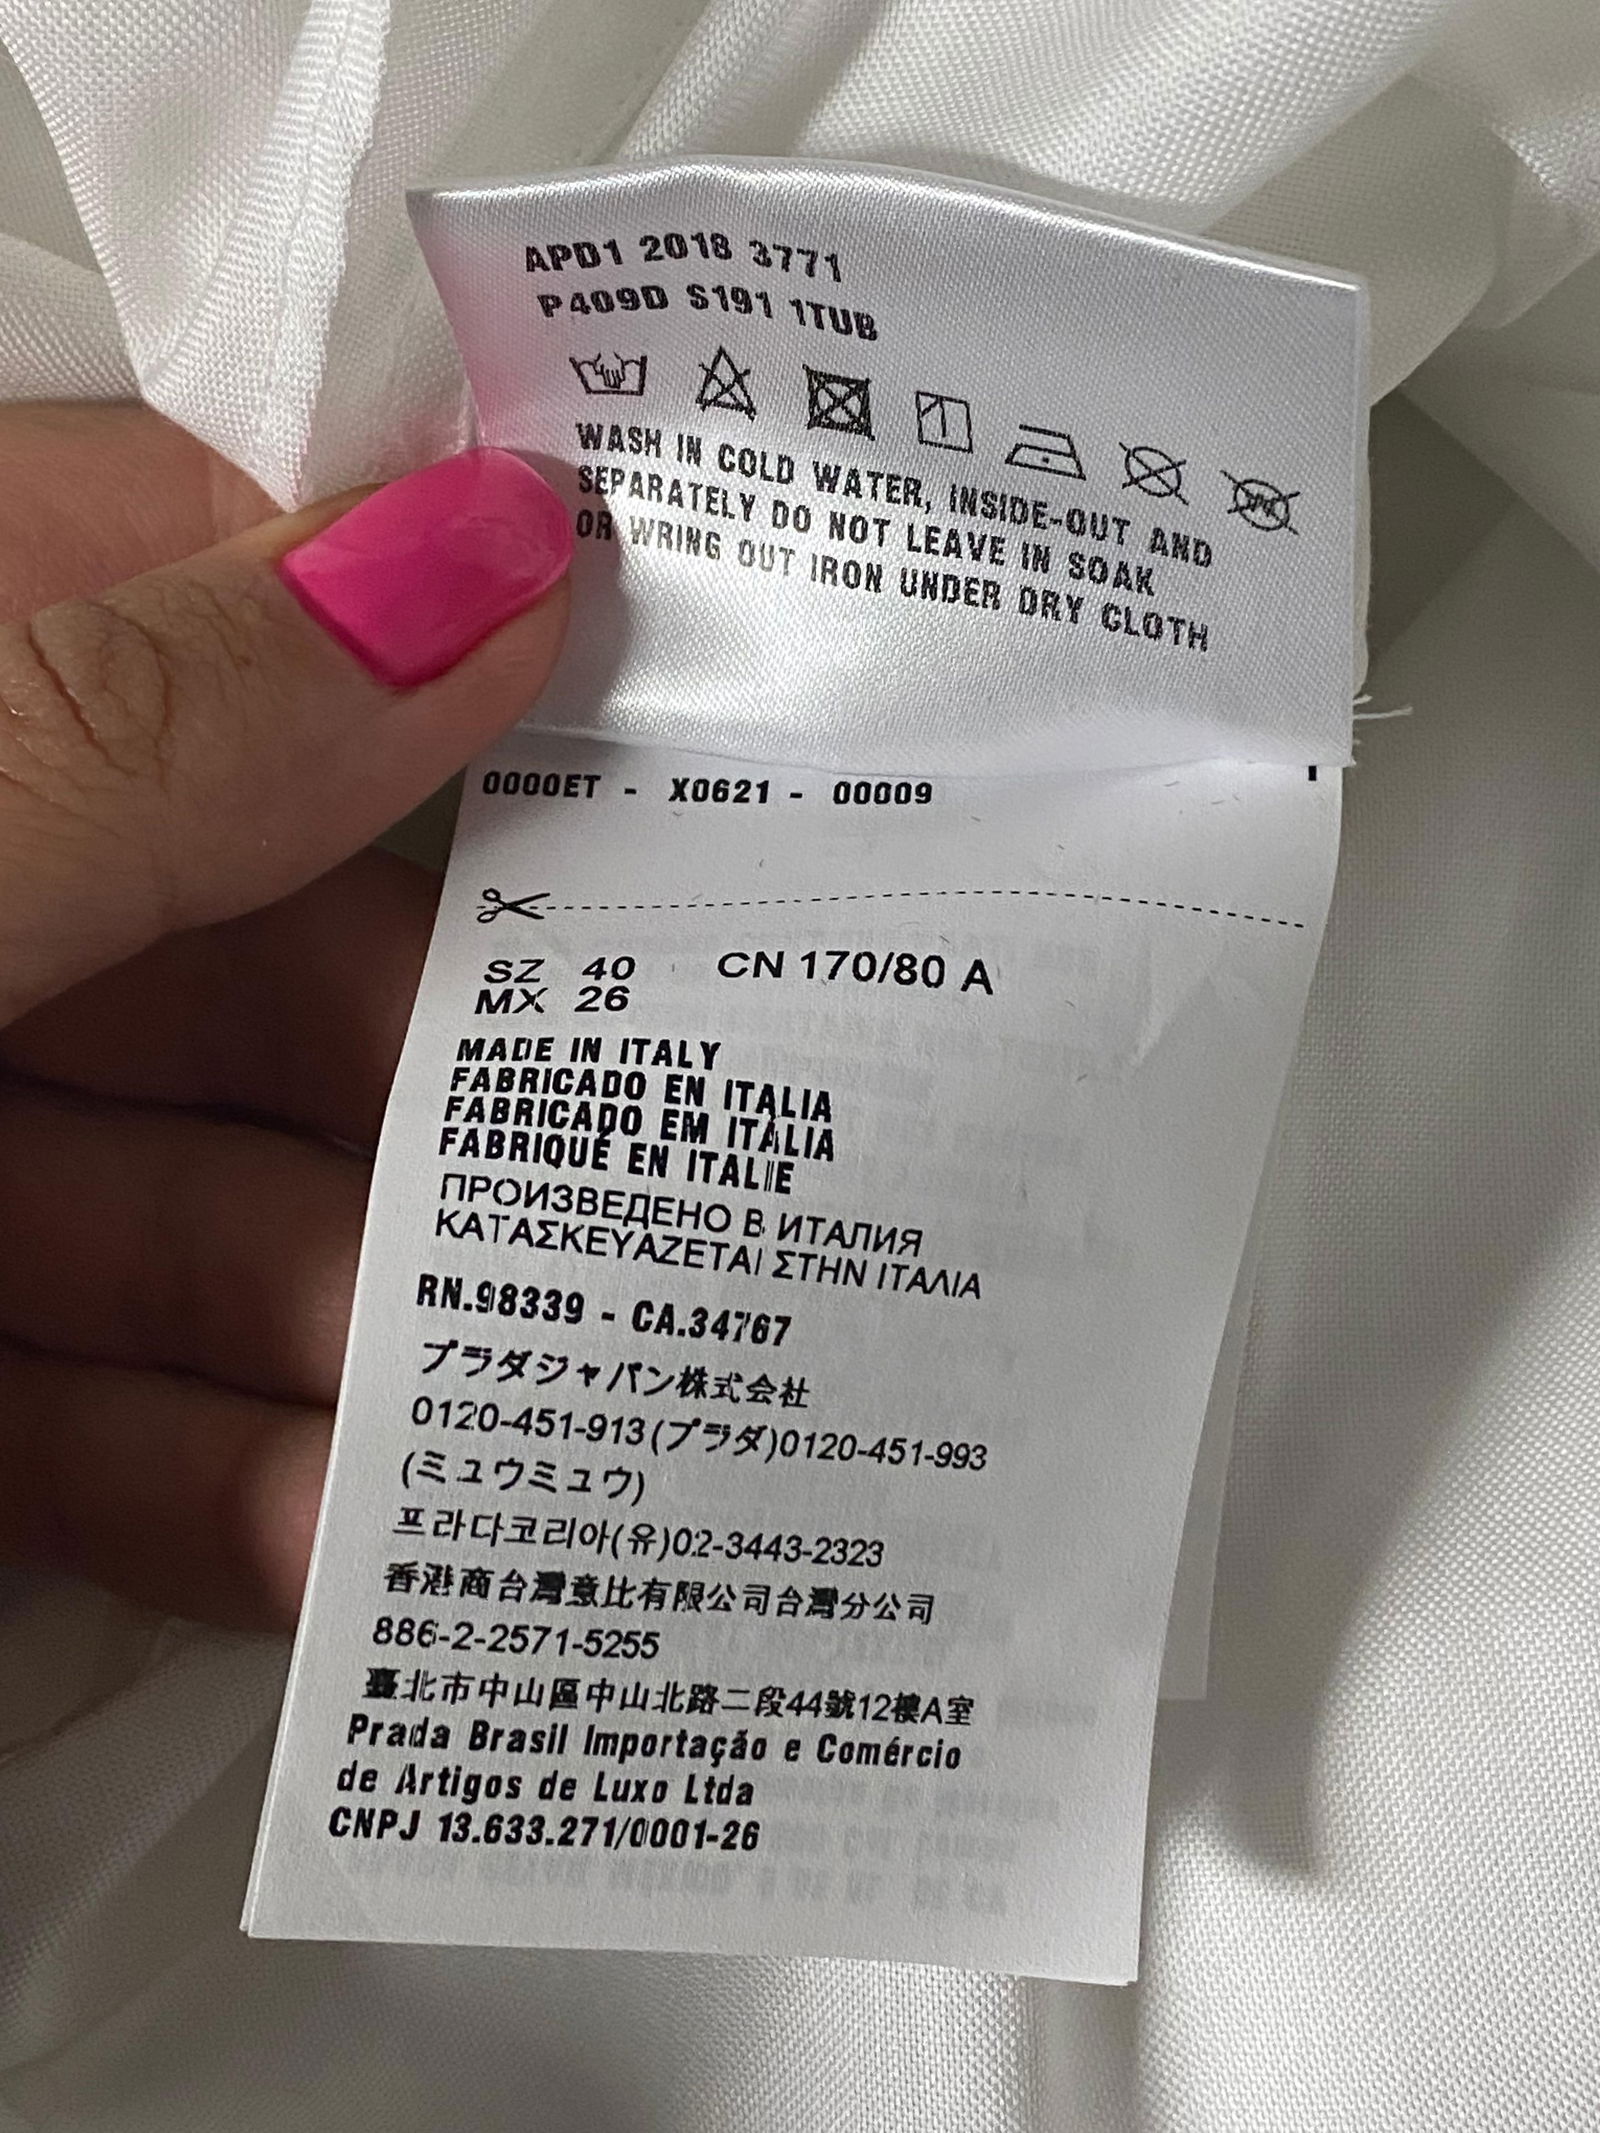 APD1 2018 3771
P409D S191 1TUB
WASH IN COLD WATER, INSIDE-OUT AND
SEPARATELY DO NOT LEAVE IN SOAK
OR WRING OUT IRON UNDER DRY CLOTH
0000ET - X0621 - 00009
SZ 40 CN 170/80 A
MX 26
MADE IN ITALY
FABRICADO EN ITALIA
FABRICADO EM ITÁLIA
FABRIQUÉ EN ITALIE
ПРОИЗВЕДЕНО В ИТАЛИЯ
ΚΑΤΑΣΚΕΥΑΖΕΤΑΙ ΣΤΗΝ ΙΤΑΛΙΑ
RN.98339 - CA.34767
プラダジャパン株式会社
0120-451-913(プラダ)0120-451-993
(ミュウミュウ)
프라다코리아(유)02-3443-2323
香港商台灣意比有限公司台灣分公司
886-2-2571-5255
臺北市中山區中山北路二段44號12樓A室
Prada Brasil Importação e Comércio
de Artigos de Luxo Ltda
CNPJ 13.633.271/0001-26